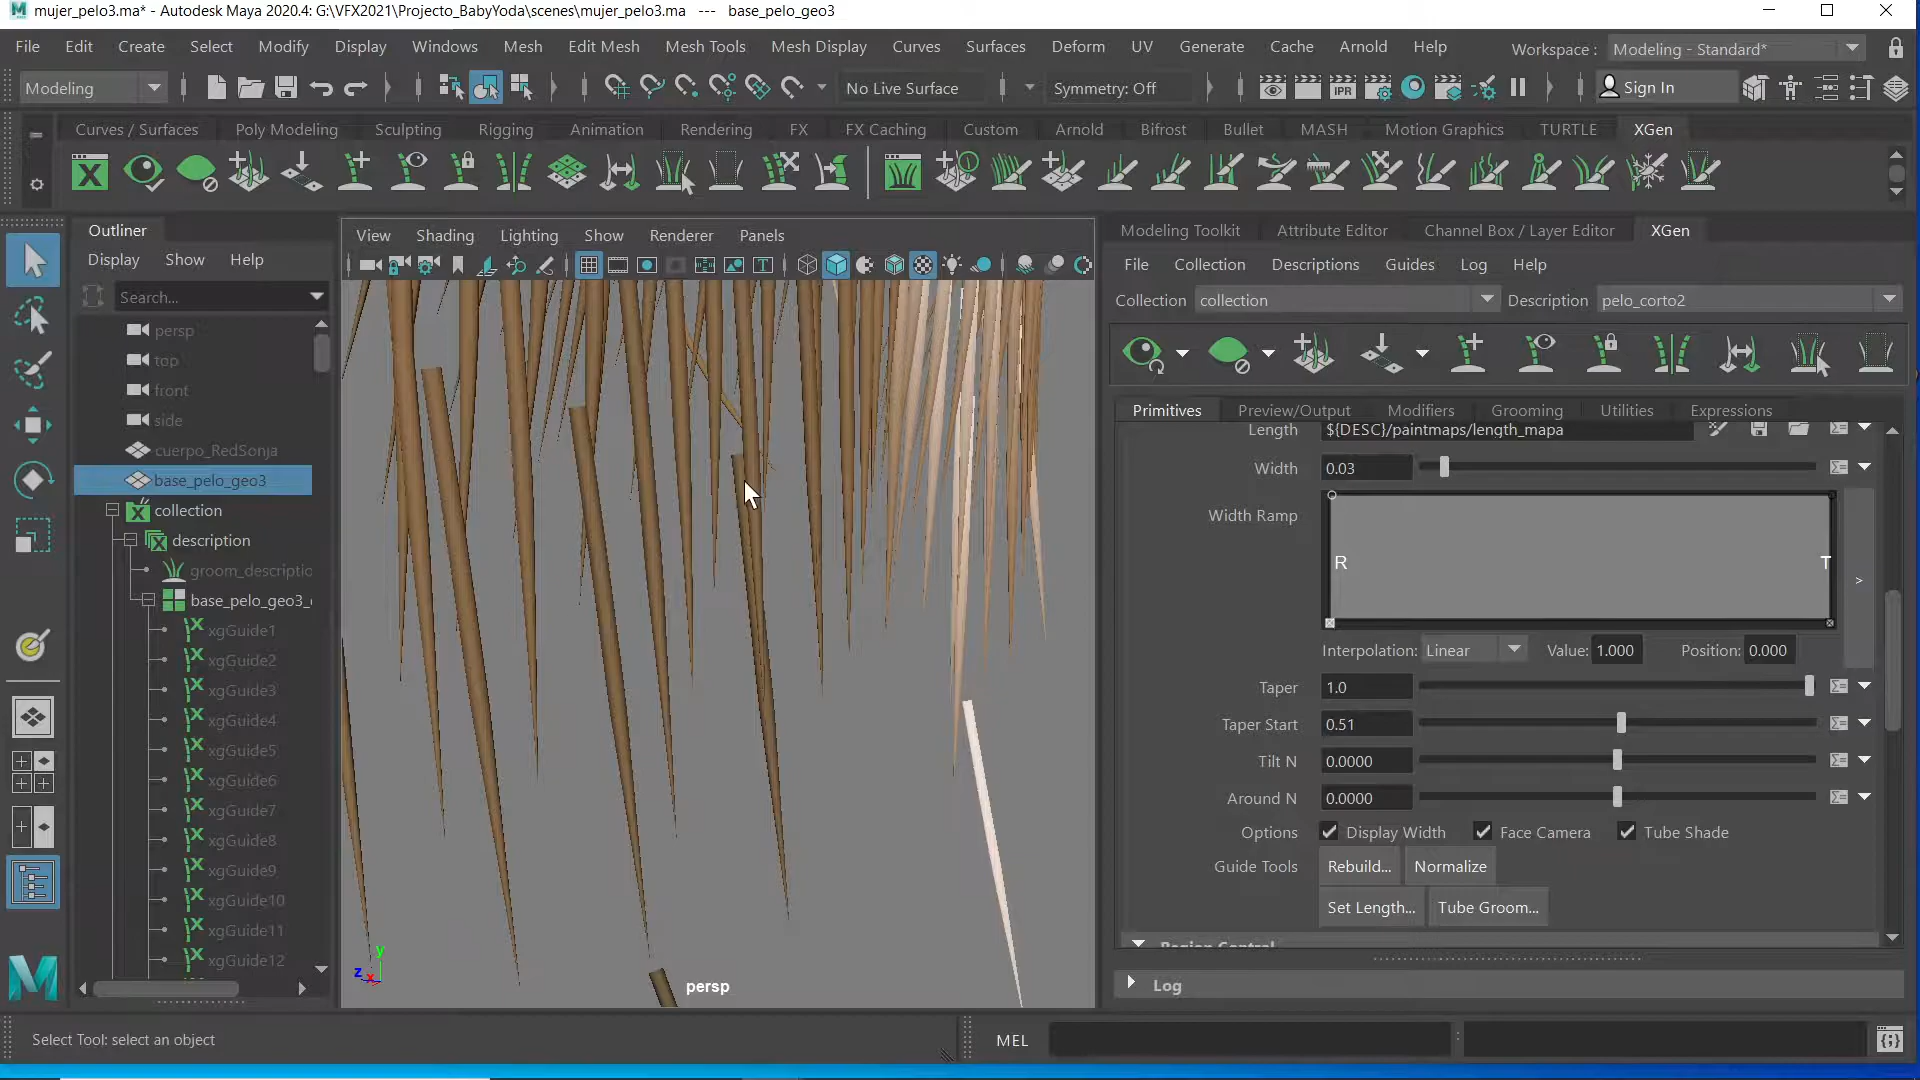 mujer_pelo3.ma* - Autodesk Maya 2020.4: G:\VFX2021\Projecto_BabyYoda\scenes\mujer_pelo3.ma --- base_pelo_geo3
File Edit Create Select Modify Display Windows Mesh Edit Mesh Mesh Tools Mesh Display Curves Surfaces Deform UV Generate Cache Arnold Help Workspace : Modeling - Standard*
Modeling No Live Surface Symmetry: Off IPR Sign In
Curves / Surfaces Poly Modeling Sculpting Rigging Animation Rendering FX FX Caching Custom Arnold Bifrost Bullet MASH Motion Graphics TURTLE XGen
Outliner
Display Show Help
Search...
persp
top
front
side
cuerpo_RedSonja
base_pelo_geo3
collection
description
groom_descriptio
base_pelo_geo3_
xgGuide1
xgGuide2
xgGuide3
xgGuide4
xgGuide5
xgGuide6
xgGuide7
xgGuide8
xgGuide9
xgGuide10
xgGuide11
xgGuide12
View Shading Lighting Show Renderer Panels
y
z
x
persp
Modeling Toolkit Attribute Editor Channel Box / Layer Editor XGen
File Collection Descriptions Guides Log Help
Collection collection Description pelo_corto2
Primitives Preview/Output Modifiers Grooming Utilities Expressions
Length ${DESC}/paintmaps/length_mapa
Width 0.03
Width Ramp
R T
>
Interpolation: Linear Value: 1.000 Position: 0.000
Taper 1.0
Taper Start 0.51
Tilt N 0.0000
Around N 0.0000
Options Display Width Face Camera Tube Shade
Guide Tools Rebuild... Normalize
Set Length... Tube Groom...
Region Control
Log
Select Tool: select an object
MEL